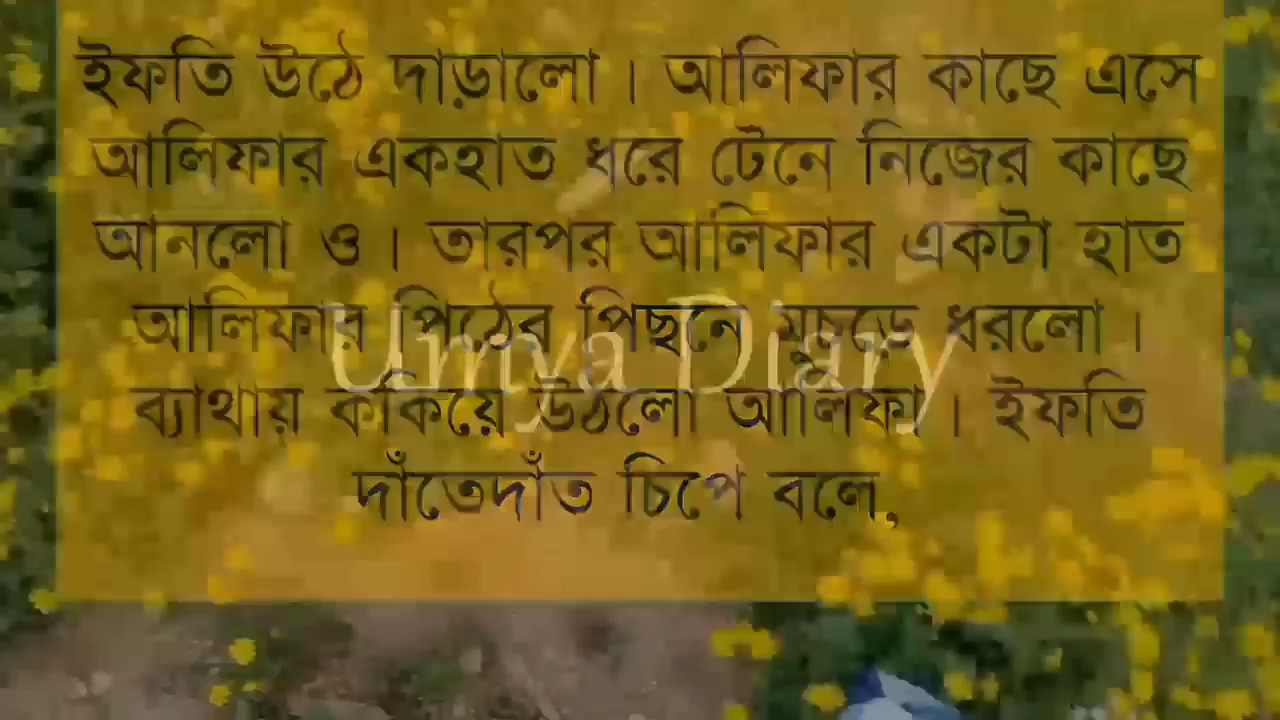 ইফতি উঠে দাড়ালো। আলিফার কাছে এসে
আলিফার একহাত ধরে টেনে নিজের কাছে
আনলো ও। তারপর আলিফার একটা হাত
আলিফার পিঠের পিছনে মুচড়ে ধরলো।
ব্যাথায় ককিয়ে উঠলো আলিফা। ইফতি
দাঁতেদাঁত চিপে বলে,
Diary